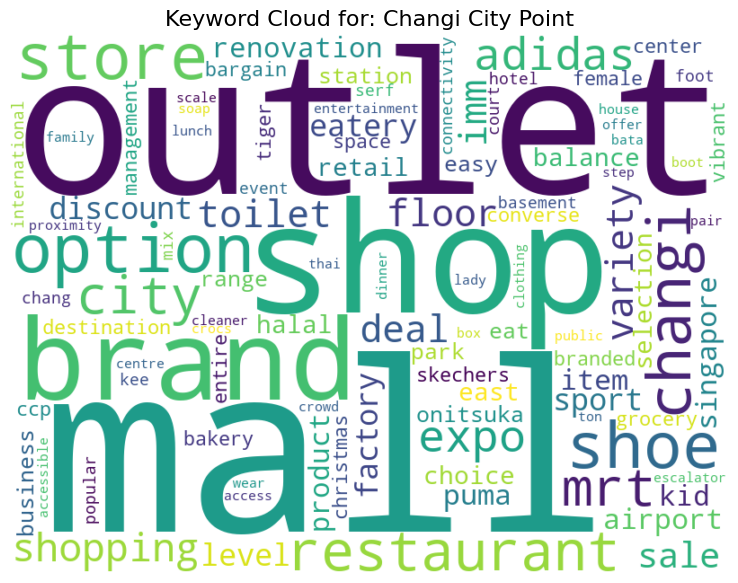 Keyword Cloud for: Changi City Point
store
renovation
adidas
center
bargain
station
hotel
female
foot
outlet
scale
soap
serf
entertainment
connectivity
imm
court
house
offer
bata
vibrant
international
family
management
lunch
tiger
eatery
space
retail
easy
balance
boot
event
step
discount
toilet
floor
basement
converse
variety
pair
proximity
option
mix
shop
thai
dinner
lady
clothing
selection
changi
singapore
chang
city
range
destination
cleaner
crocs
halal
deal
box
eat
public
brand
centre
kee
entire
park
branded
skechers
east
item
sport
ccp
crowd
factory
onitsuka
grocery
ton
bakery
product
christmas
expo
shoe
business
accessible
popular
mall
wear
access
choice
puma
mrt
kid
escalator
airport
shopping
level
restaurant
sale